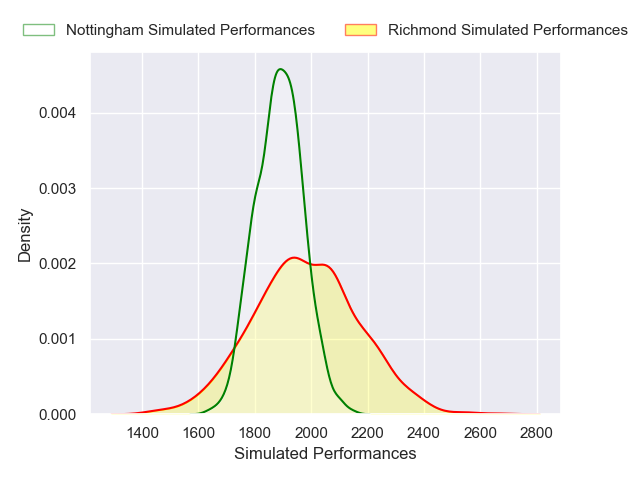 Nottingham Simulated Performances Richmond Simulated Performances
0.004
0.003
0.002
0.001
0.000
Density
1400 1600 1800 2000 2200 2400 2600 2800
Simulated Performances